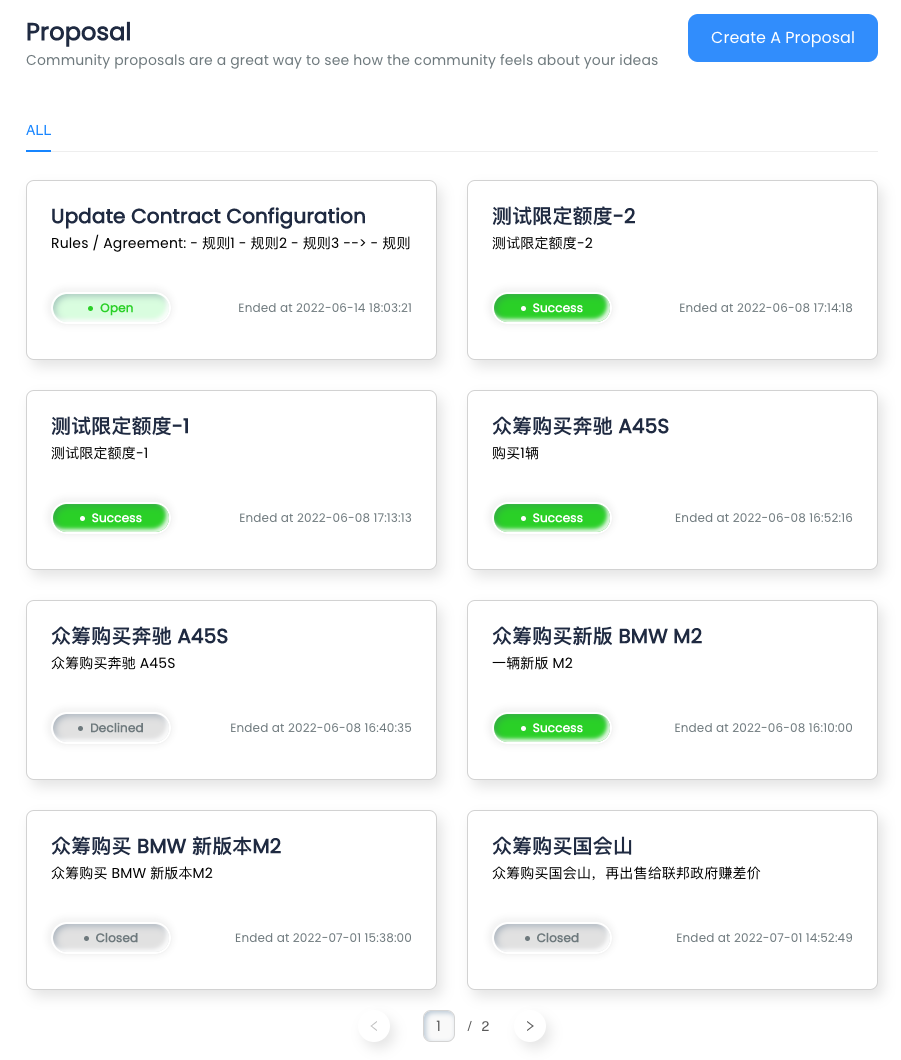 Proposal
Create A Proposal
Community proposals are a great way to see how the community feels about your ideas
ALL
Update Contract Configuration
Rules / Agreement: - 规则1 - 规则2 - 规则3 --> - 规则
Open
Ended at 2022-06-14 18:03:21
测试限定额度-2
测试限定额度-2
Success
Ended at 2022-06-08 17:14:18
测试限定额度-1
测试限定额度-1
Success
Ended at 2022-06-08 17:13:13
众筹购买奔驰 A45S
购买1辆
Success
Ended at 2022-06-08 16:52:16
众筹购买奔驰 A45S
众筹购买奔驰 A45S
Declined
Ended at 2022-06-08 16:40:35
众筹购买新版 BMW M2
一辆新版 M2
Success
Ended at 2022-06-08 16:10:00
众筹购买 BMW 新版本M2
众筹购买 BMW 新版本M2
Closed
Ended at 2022-07-01 15:38:00
众筹购买国会山
众筹购买国会山，再出售给联邦政府赚差价
Closed
Ended at 2022-07-01 14:52:49
< 1 / 2 >